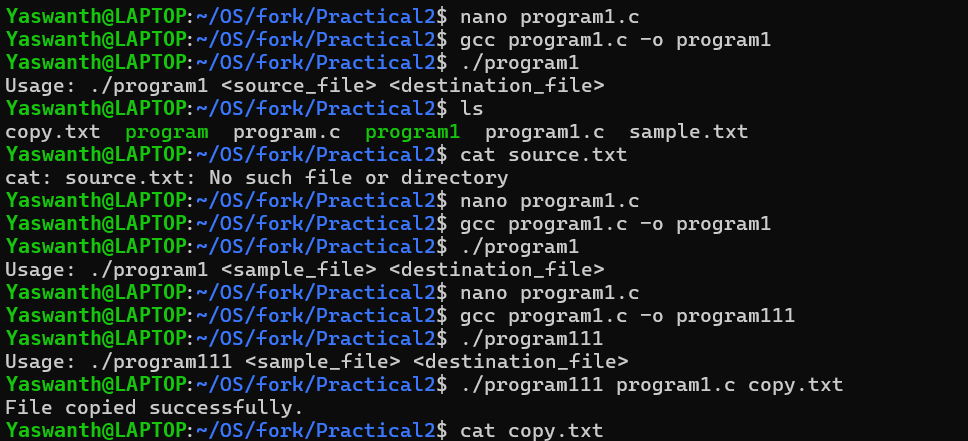 Yaswanth@LAPTOP:~/OS/fork/Practical2$ nano program1.c
Yaswanth@LAPTOP:~/OS/fork/Practical2$ gcc program1.c -o program1
Yaswanth@LAPTOP:~/OS/fork/Practical2$ ./program1
Usage: ./program1 <source_file> <destination_file>
Yaswanth@LAPTOP:~/OS/fork/Practical2$ ls
copy.txt  program  program.c  program1  program1.c  sample.txt
Yaswanth@LAPTOP:~/OS/fork/Practical2$ cat source.txt
cat: source.txt: No such file or directory
Yaswanth@LAPTOP:~/OS/fork/Practical2$ nano program1.c
Yaswanth@LAPTOP:~/OS/fork/Practical2$ gcc program1.c -o program1
Yaswanth@LAPTOP:~/OS/fork/Practical2$ ./program1
Usage: ./program1 <sample_file> <destination_file>
Yaswanth@LAPTOP:~/OS/fork/Practical2$ nano program1.c
Yaswanth@LAPTOP:~/OS/fork/Practical2$ gcc program1.c -o program111
Yaswanth@LAPTOP:~/OS/fork/Practical2$ ./program111
Usage: ./program111 <sample_file> <destination_file>
Yaswanth@LAPTOP:~/OS/fork/Practical2$ ./program111 program1.c copy.txt
File copied successfully.
Yaswanth@LAPTOP:~/OS/fork/Practical2$ cat copy.txt